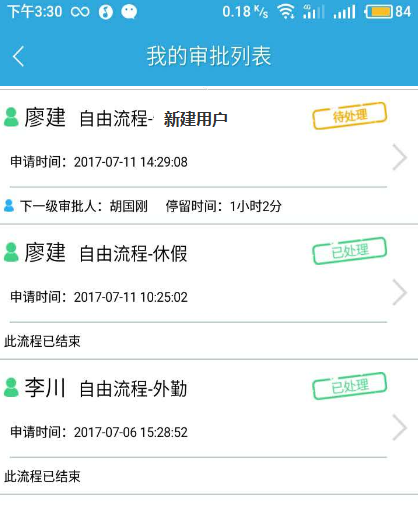 下午3:30 0.18 K/s 4G 84
我的审批列表
廖建 自由流程- 新建用户 待处理
申请时间：2017-07-11 14:29:08
下一级审批人：胡国刚 停留时间：1小时2分
廖建 自由流程-休假 已处理
申请时间：2017-07-11 10:25:02
此流程已结束
李川 自由流程-外勤 已处理
申请时间：2017-07-06 15:28:52
此流程已结束